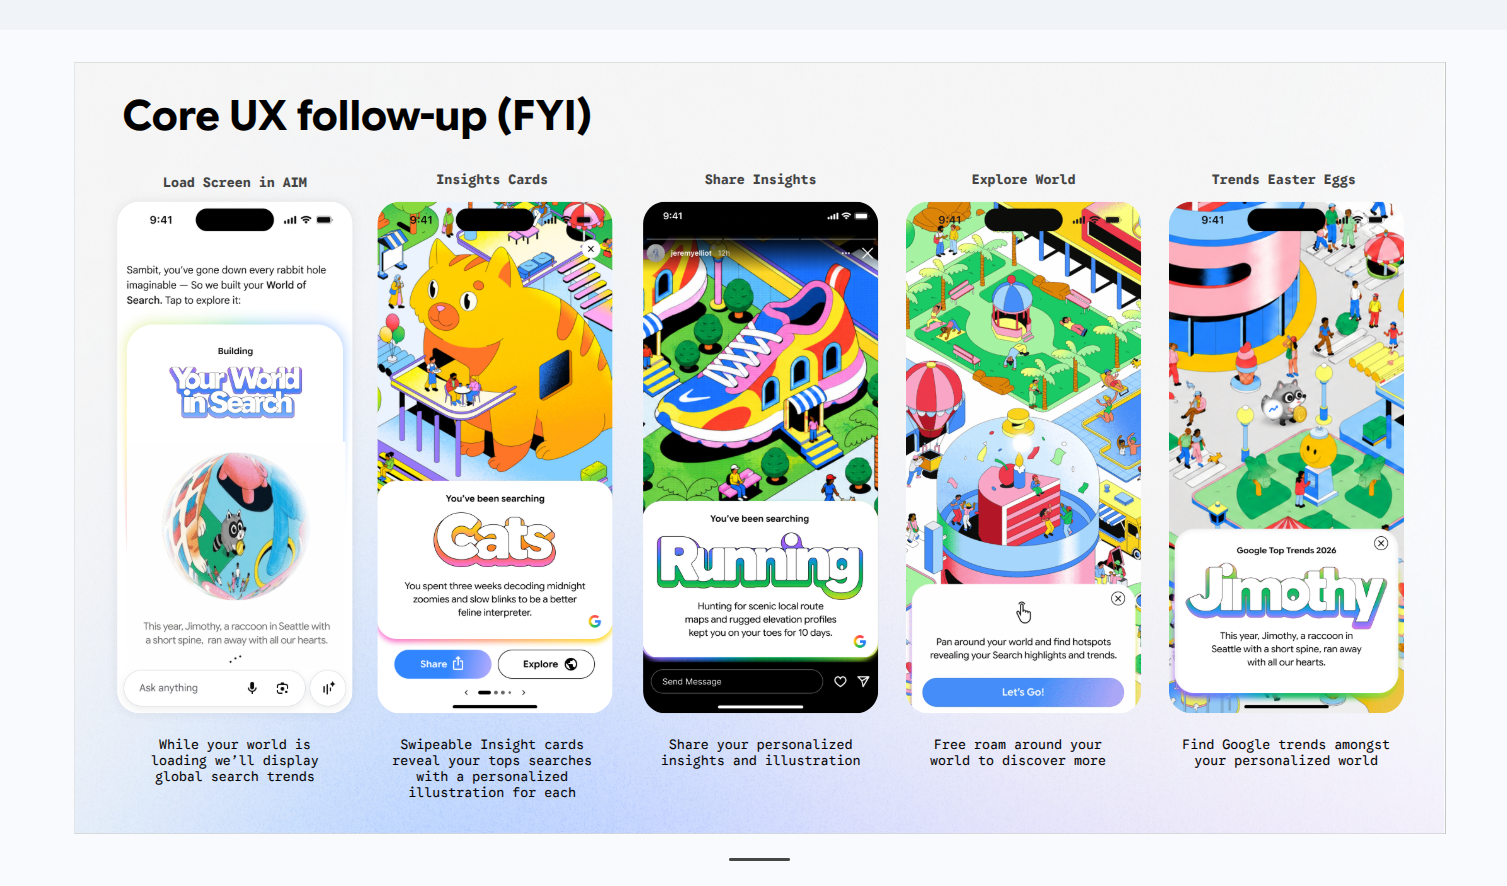 Core UX follow-up (FYI)
Load Screen in AIM
9:41
Sambit, you've gone down every rabbit hole
imaginable — So we built your World of
Search. Tap to explore it:
Building
Your World
in Search
This year, Jimothy, a raccoon in Seattle with
a short spine, ran away with all our hearts.
Ask anything
While your world is
loading we'll display
global search trends
Insights Cards
9:41
You've been searching
Cats
You spent three weeks decoding midnight
zoomies and slow blinks to be a better
feline interpreter.
G
Share
Explore
Swipeable Insight cards
reveal your tops searches
with a personalized
illustration for each
Share Insights
9:41
jeremyelliot 12h
You've been searching
Running
Hunting for scenic local route
maps and rugged elevation profiles
kept you on your toes for 10 days.
G
Send Message
Share your personalized
insights and illustration
Explore World
9:41
Pan around your world and find hotspots
revealing your Search highlights and trends.
Let's Go!
Free roam around your
world to discover more
Trends Easter Eggs
9:41
Google Top Trends 2026
Jimothy
This year, Jimothy, a raccoon in
Seattle with a short spine, ran away
with all our hearts.
Find Google trends amongst
your personalized world